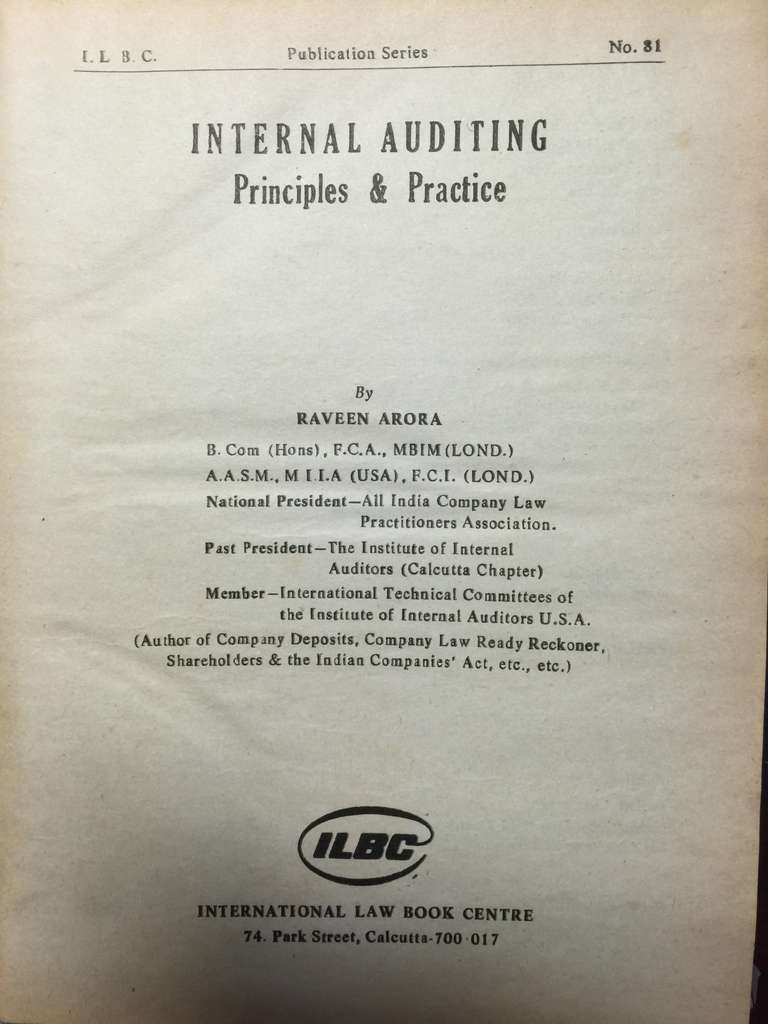 I. L B. C. Publication Series No. 81
INTERNAL AUDITING
Principles & Practice
By
RAVEEN ARORA
B. Com (Hons), F.C.A., MBIM (LOND.)
A.A.S.M., M I I.A (USA), F.C.I. (LOND.)
National President—All India Company Law
Practitioners Association.
Past President—The Institute of Internal
Auditors (Calcutta Chapter)
Member—International Technical Committees of
the Institute of Internal Auditors U.S.A.
(Author of Company Deposits, Company Law Ready Reckoner,
Shareholders & the Indian Companies' Act, etc., etc.)
ILBC
INTERNATIONAL LAW BOOK CENTRE
74. Park Street, Calcutta-700 017